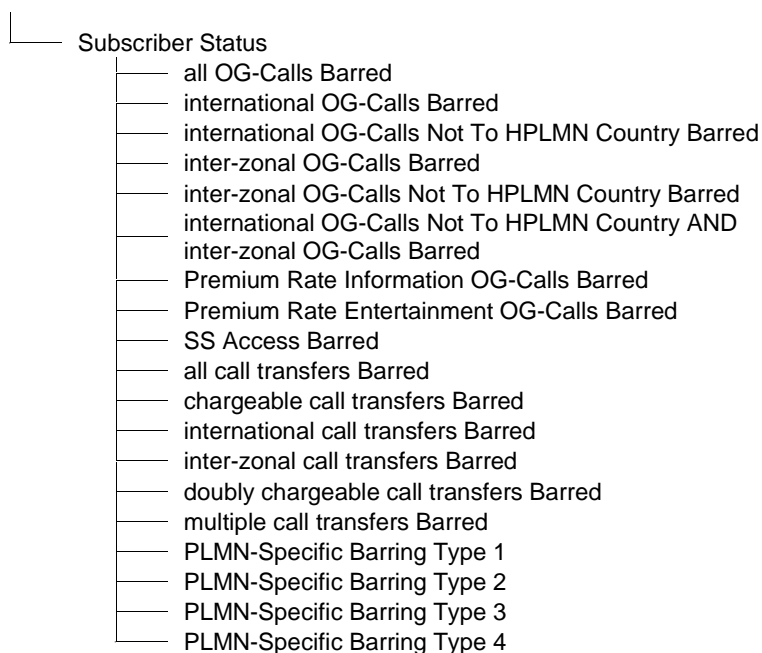 Subscriber Status
all OG-Calls Barred
international OG-Calls Barred
international OG-Calls Not To HPLMN Country Barred
inter-zonal OG-Calls Barred
inter-zonal OG-Calls Not To HPLMN Country Barred
international OG-Calls Not To HPLMN Country AND
inter-zonal OG-Calls Barred
Premium Rate Information OG-Calls Barred
Premium Rate Entertainment OG-Calls Barred
SS Access Barred
all call transfers Barred
chargeable call transfers Barred
international call transfers Barred
inter-zonal call transfers Barred
doubly chargeable call transfers Barred
multiple call transfers Barred
PLMN-Specific Barring Type 1
PLMN-Specific Barring Type 2
PLMN-Specific Barring Type 3
PLMN-Specific Barring Type 4